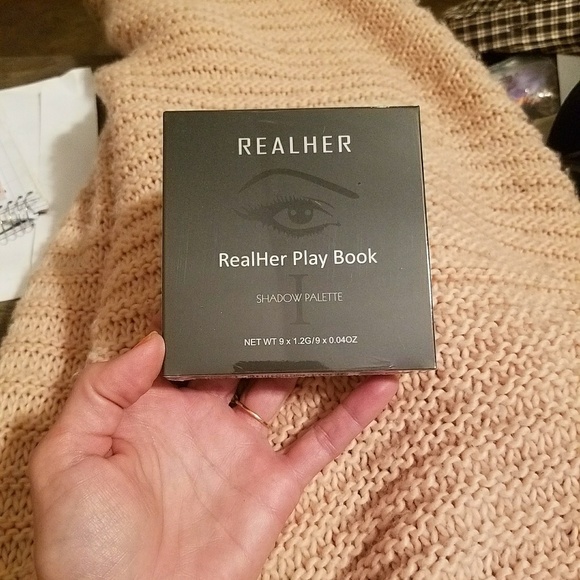 REALHER
RealHer Play Book
I
SHADOW PALETTE
NET WT 9 x 1.2G/9 x 0.04OZ